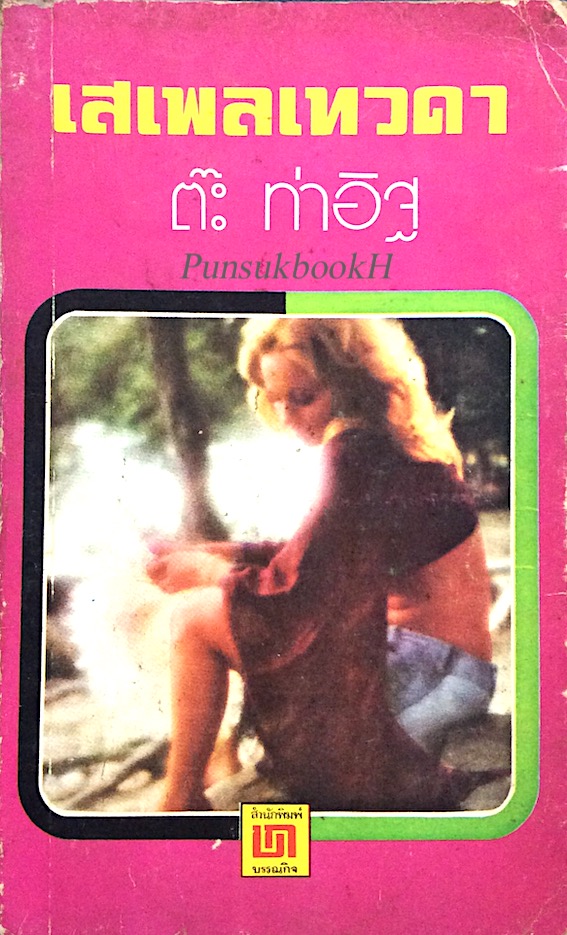 เสเพลเทวดา
ต๊ะ ท่าอิฐ
PunsukbookH
สำนักพิมพ์
บรรณกิจ